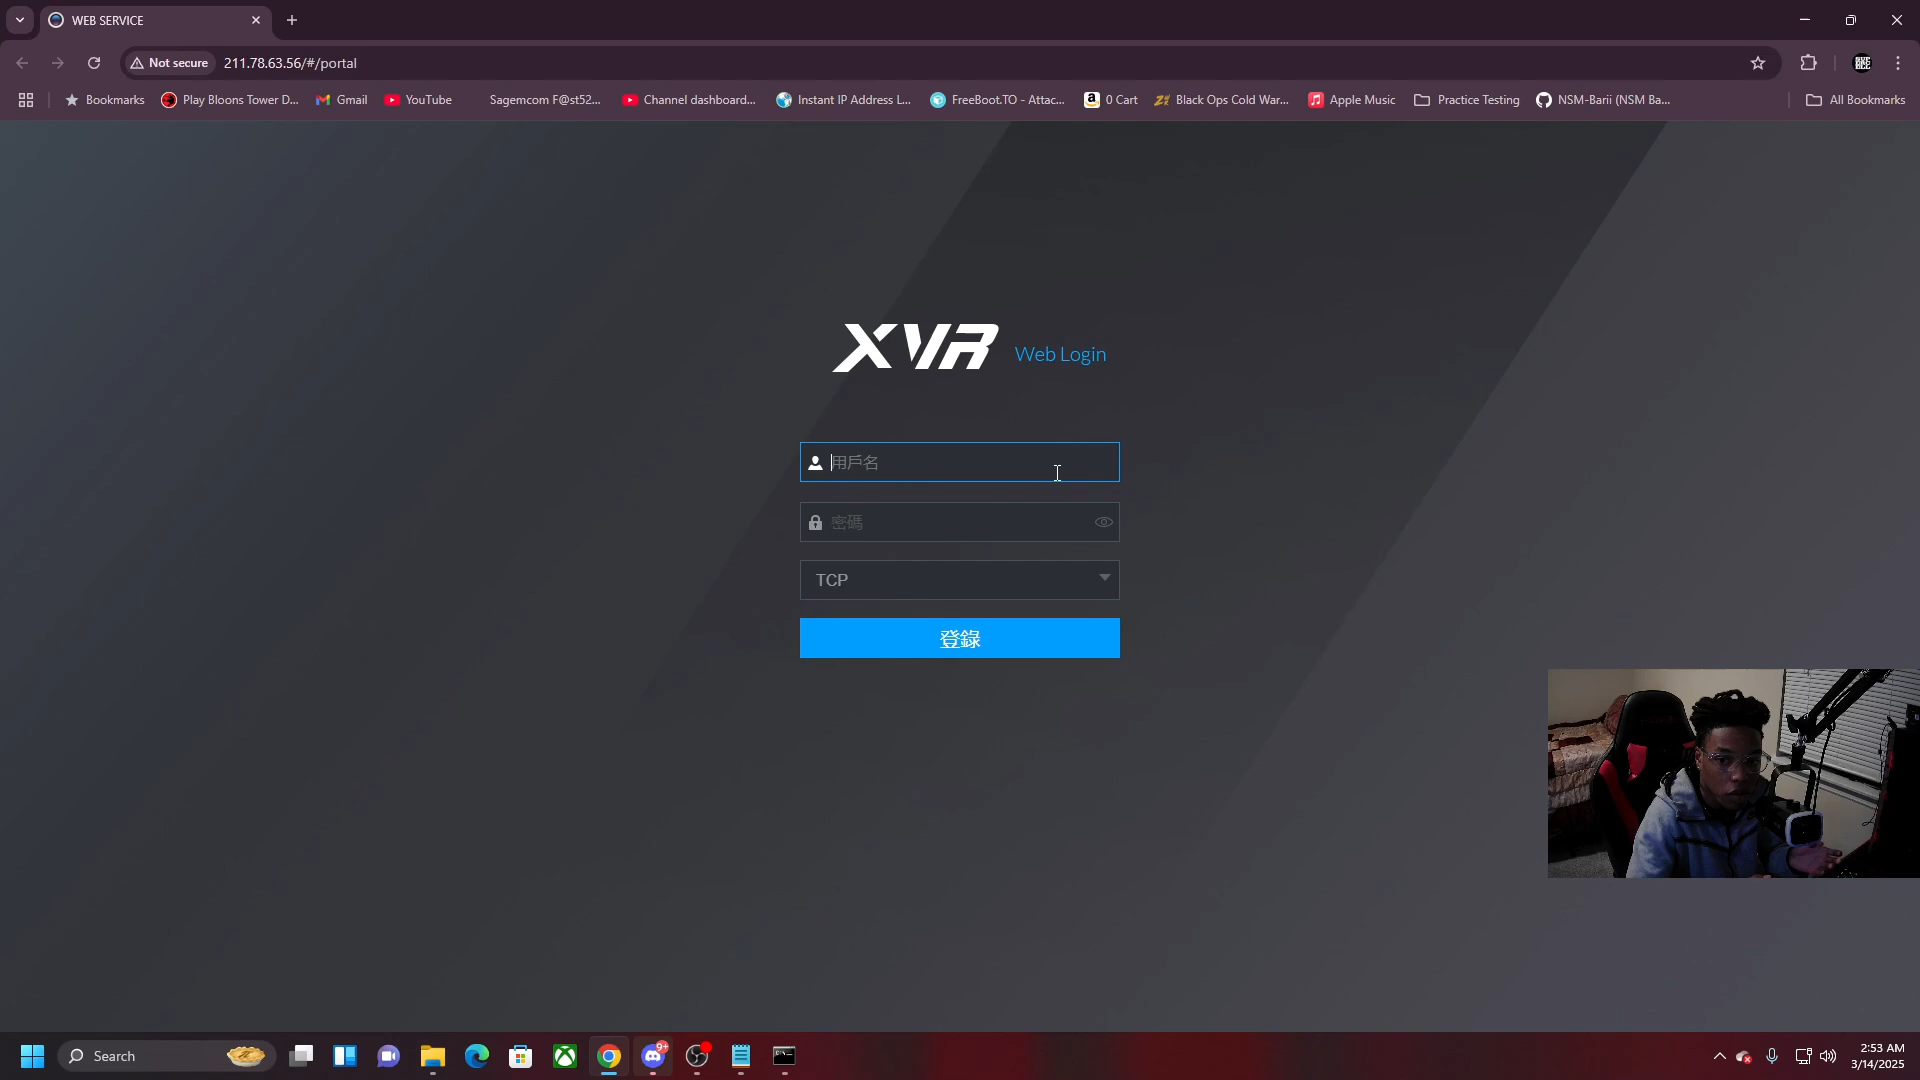 WEB SERVICE
Not secure
211.78.63.56/#/portal
Bookmarks
Play Bloons Tower D...
Gmail
YouTube
Sagemcom F@st52...
Channel dashboard...
Instant IP Address L...
FreeBoot.TO - Attac...
0 Cart
Black Ops Cold War...
Apple Music
Practice Testing
NSM-Barii (NSM Ba...
All Bookmarks
XVR Web Login
用戶名
密碼
TCP
登錄
Search
9+
2:53 AM
3/14/2025